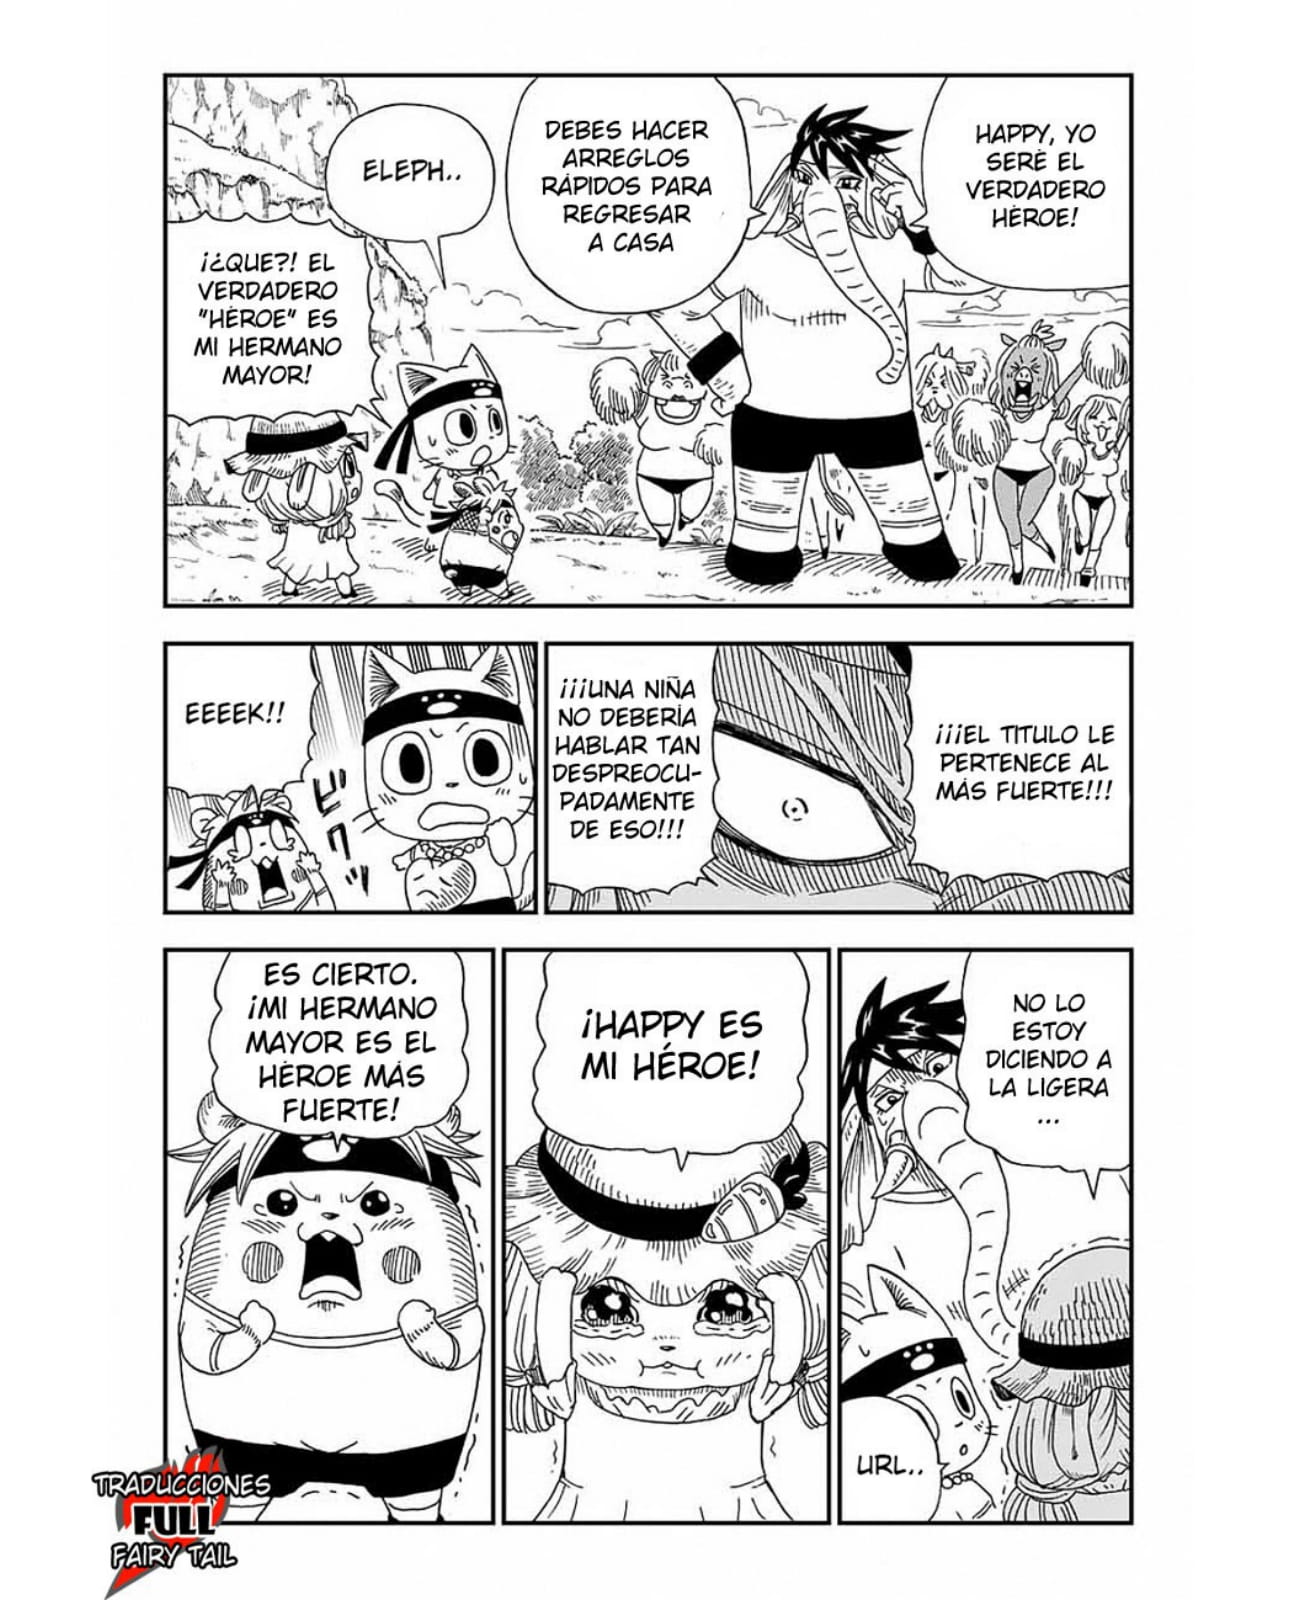 HAPPY, YO
SERÉ EL
VERDADERO
HÉROE!
DEBES HACER
ARREGLOS
RÁPIDOS PARA
REGRESAR
A CASA
ELEPH..
¡¿QUE?! EL
VERDADERO
"HÉROE" ES
MI HERMANO
MAYOR!
¡¡¡EL TITULO LE
PERTENECE AL
MÁS FUERTE!!!
¡¡¡UNA NIÑA
NO DEBERÍA
HABLAR TAN
DESPREOCU-
PADAMENTE
DE ESO!!!
ビクッ
EEEEK!!
NO LO
ESTOY
DICIENDO A
LA LIGERA
...
URL..
¡HAPPY ES
MI HÉROE!
ES CIERTO.
¡MI HERMANO
MAYOR ES EL
HÉROE MÁS
FUERTE!
TRADUCCIONES
FULL
FAIRY TAIL